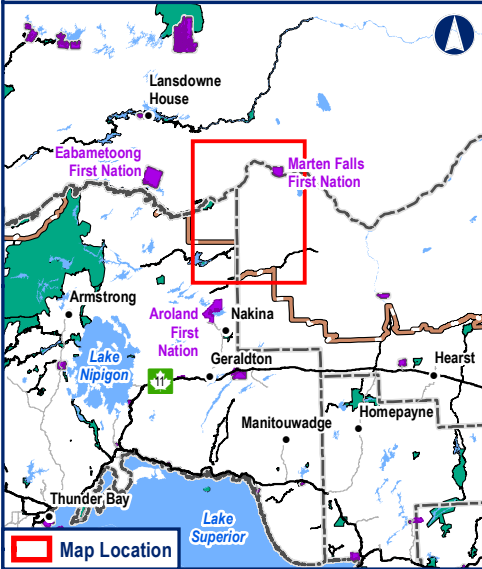 Lansdowne
House
Eabametoong
First Nation
Marten Falls
First Nation
Armstrong
Aroland
First
Nation
Nakina
Lake
Nipigon
Geraldton
11
Hearst
Manitouwadge
Homepayne
Thunder Bay
Lake
Superior
Map Location